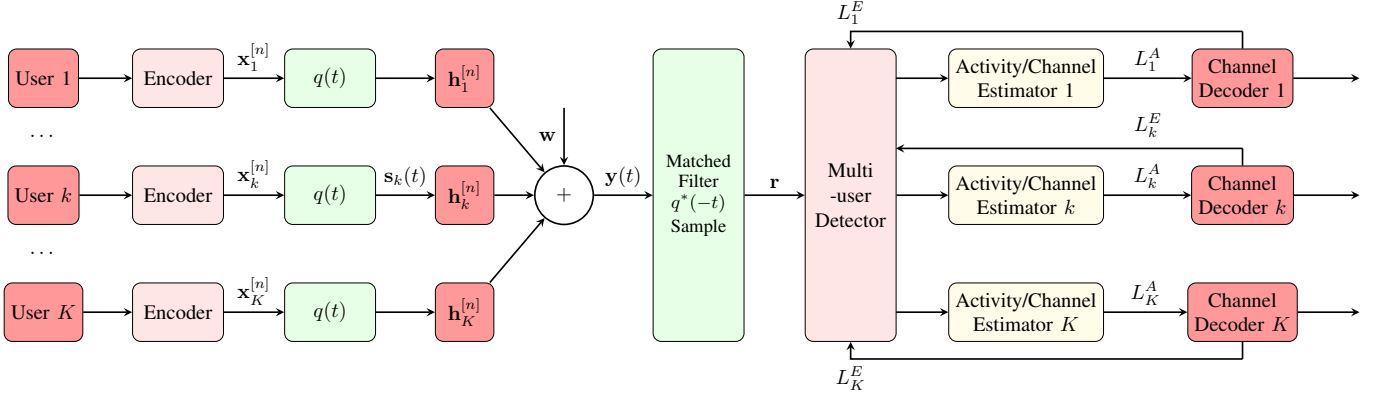 L_1^E
User 1
Encoder
x_1^{[n]}
q(t)
h_1^{[n]}
Activity/Channel
Estimator 1
L_1^A
Channel
Decoder 1
...
w
L_k^E
User k
Encoder
x_k^{[n]}
q(t)
s_k(t)
h_k^{[n]}
+
y(t)
Matched
Filter
q^*(-t)
Sample
r
Multi
-user
Detector
Activity/Channel
Estimator k
L_k^A
Channel
Decoder k
...
User K
Encoder
x_K^{[n]}
q(t)
h_K^{[n]}
Activity/Channel
Estimator K
L_K^A
Channel
Decoder K
L_K^E